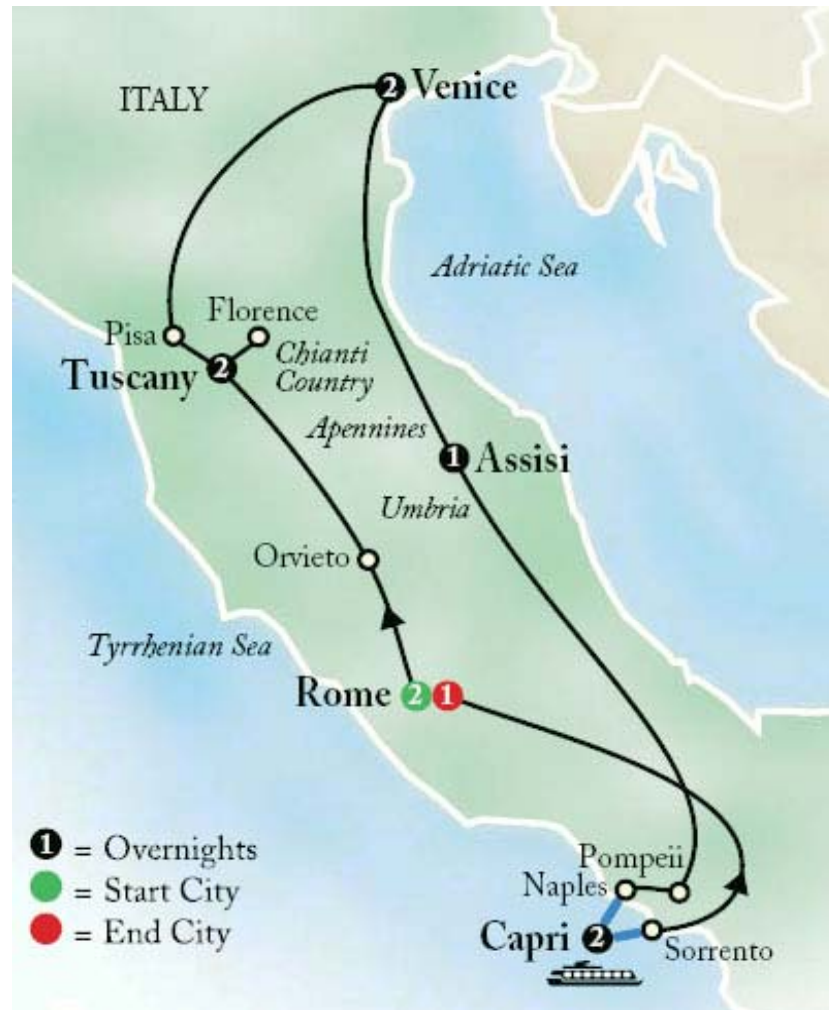 ITALY
2 Venice
Adriatic Sea
Pisa
Florence
Tuscany 2
Chianti
Country
Apennines
1 Assisi
Umbria
Orvieto
Tyrrhenian Sea
Rome 2 1
1 = Overnights
= Start City
= End City
Pompeii
Naples
Capri 2
Sorrento